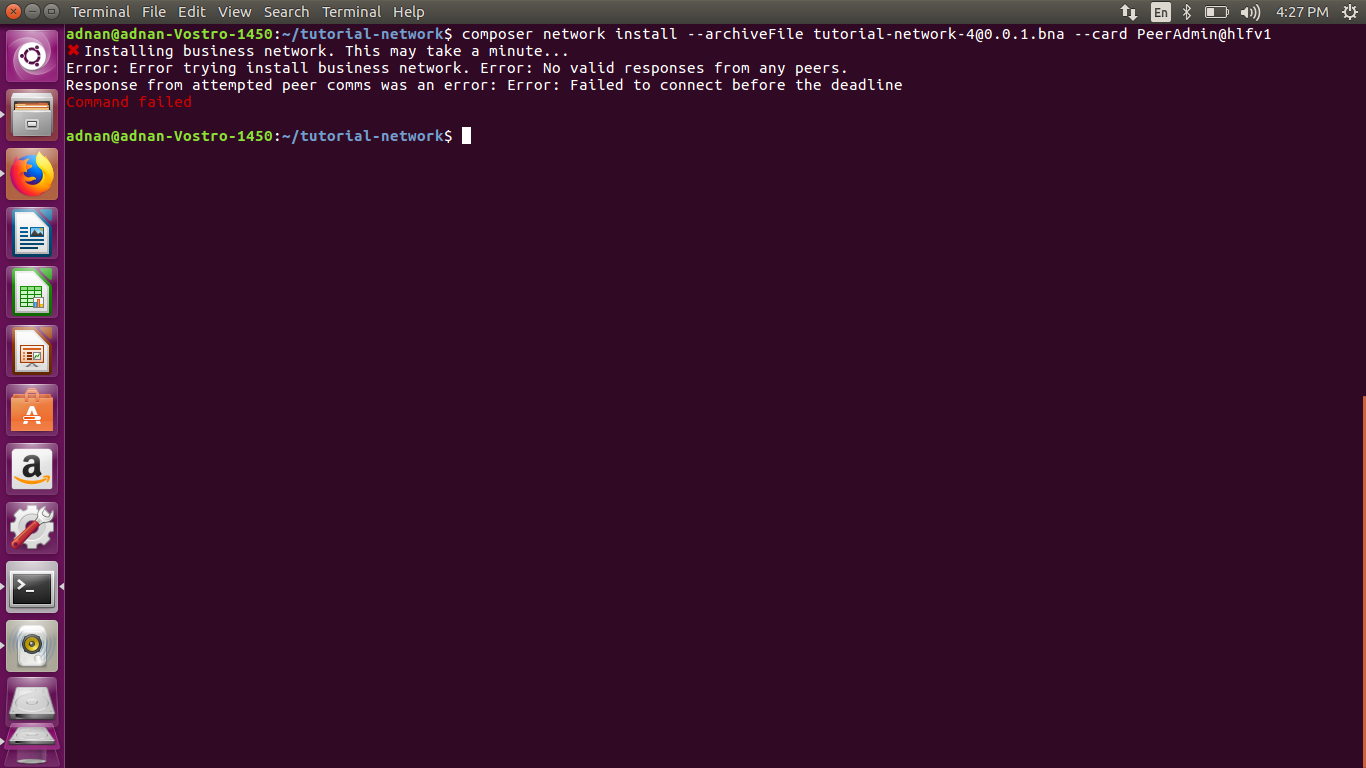 Terminal File Edit View Search Terminal Help En 4:27 PM
adnan@adnan-Vostro-1450:~/tutorial-network$ composer network install --archiveFile tutorial-network-4@0.0.1.bna --card PeerAdmin@hlfv1
✖ Installing business network. This may take a minute...
Error: Error trying install business network. Error: No valid responses from any peers.
Response from attempted peer comms was an error: Error: Failed to connect before the deadline
Command failed
adnan@adnan-Vostro-1450:~/tutorial-network$